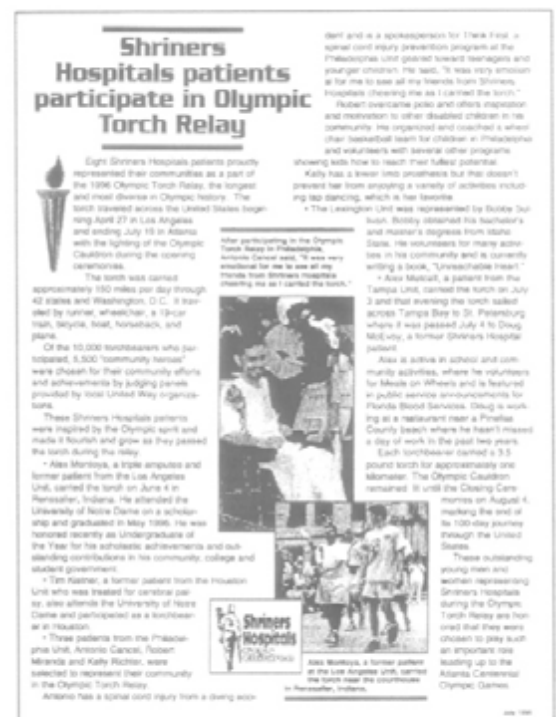 Shriners
Hospitals patients
participate in Olympic
Torch Relay
Eight Shriners Hospitals patients proudly
represented their communities as a part of
the 1996 Olympic Torch Relay, the longest
and most diverse in Olympic history. The
torch traveled across the United States begin-
ning April 27 in Los Angeles
and ending July 19 in Atlanta
with the lighting of the Olympic
Cauldron during the opening
ceremonies.
The torch was carried
approximately 150 miles per day through
42 states and Washington, D.C. It trav-
eled by runner, wheelchair, a 19-car
train, bicycle, boat, horseback, and
plane.
Of the 10,000 torchbearers who par-
ticipated, 5,500 "community heroes"
were chosen for their community efforts
and achievements by judging panels
provided by local United Way organiza-
tions.
These Shriners Hospitals patients
were inspired by the Olympic spirit and
made it flourish and grow as they passed
the torch during the relay.
• Alex Montoya, a triple amputee and
former patient from the Los Angeles
Unit, carried the torch on June 4 in
Rensselaer, Indiana. He attended the
University of Notre Dame on a scholar-
ship and graduated in May 1996. He was
honored recently as Undergraduate of
the Year for his scholastic achievements and out-
standing contributions in his community, college and
student government.
• Tim Kastner, a former patient from the Houston
Unit who was treated for cerebral pal-
sy, also attends the University of Notre
Dame and participated as a torchbear-
er in Houston.
• Three patients from the Philadel-
phia Unit, Antonio Cancel, Robert
Miranda and Kelly Richter, were
selected to represent their community
in the Olympic Torch Relay.
Antonio has a spinal cord injury from a diving acci-
dent and is a spokesperson for Think First, a
spinal cord injury prevention program at the
Philadelphia Unit geared toward teenagers and
younger children. He said, "It was very emotion-
al for me to see all my friends from Shriners
Hospitals cheering me as I carried the torch."
Robert overcame polio and offers inspiration
and motivation to other disabled children in his
community. He organized and coached a wheel-
chair basketball team for children in Philadelphia
and volunteers with several other programs
showing kids how to reach their fullest potential.
Kelly has a lower limb prosthesis but that doesn't
prevent her from enjoying a variety of activities includ-
ing tap dancing, which is her favorite.
• The Lexington Unit was represented by Bobby
Bobby obtained his bachelor's
and master's degrees from Idaho
State. He volunteers for many activi-
ties in his community and is currently
writing a book, "Unreachable Heart."
• Alex Metcalf, a patient from the
Tampa Unit, carried the torch on July
3 and that evening the torch sailed
across Tampa Bay to St. Petersburg
where it was passed July 4 to Doug
McEvoy, a former Shriners Hospital
patient.
Alex is active in school and com-
munity activities, where he volunteers
for Meals on Wheels and is featured
in public service announcements for
Florida Blood Services. Doug is work-
ing at a restaurant near a Pinellas
County beach where he hasn't missed
a day of work in the past two years.
Each torchbearer carried a 3.5
pound torch for approximately one
kilometer. The Olympic Cauldron
remained lit until the Closing Cere-
monies on August 4,
marking the end of
its 100-day journey
through the United
States.
These outstanding
young men and
women representing
Shriners Hospitals
during the Olympic
Torch Relay are hon-
ored that they were
chosen to play such
an important role
leading up to the
Atlanta Centennial
Olympic Games.
After participating in the Olympic
Torch Relay in Philadelphia,
Antonio Cancel said, "It was very
emotional for me to see all my
friends from Shriners Hospitals
cheering me as I carried the torch."
Shriners
Hospitals
Alex Montoya, a former patient
at the Los Angeles Unit, carried
the torch near the courthouse
in Rensselaer, Indiana.